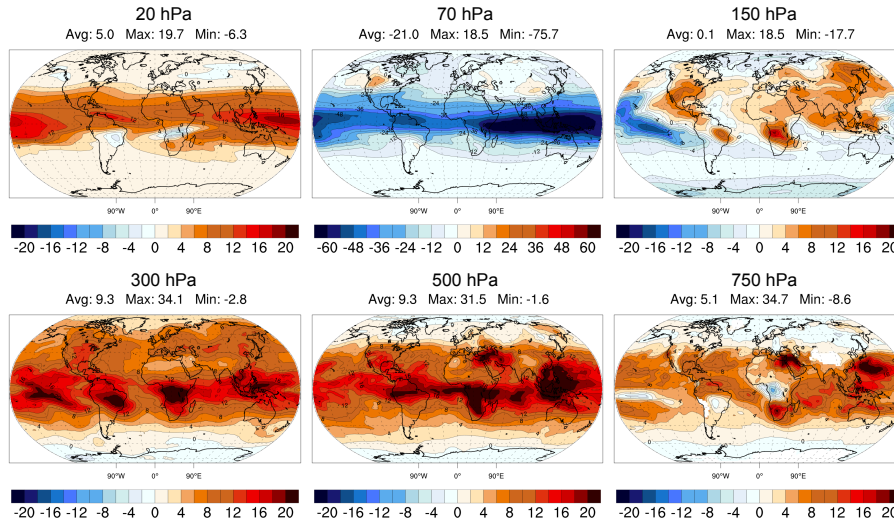 20 hPa
Avg: 5.0 Max: 19.7 Min: -6.3
90°W 0° 90°E
-20 -16 -12 -8 -4 0 4 8 12 16 20
70 hPa
Avg: -21.0 Max: 18.5 Min: -75.7
90°W 0° 90°E
-60 -48 -36 -24 -12 0 12 24 36 48 60
150 hPa
Avg: 0.1 Max: 18.5 Min: -17.7
90°W 0° 90°E
-20 -16 -12 -8 -4 0 4 8 12 16 20
300 hPa
Avg: 9.3 Max: 34.1 Min: -2.8
90°W 0° 90°E
-20 -16 -12 -8 -4 0 4 8 12 16 20
500 hPa
Avg: 9.3 Max: 31.5 Min: -1.6
90°W 0° 90°E
-20 -16 -12 -8 -4 0 4 8 12 16 20
750 hPa
Avg: 5.1 Max: 34.7 Min: -8.6
90°W 0° 90°E
-20 -16 -12 -8 -4 0 4 8 12 16 20